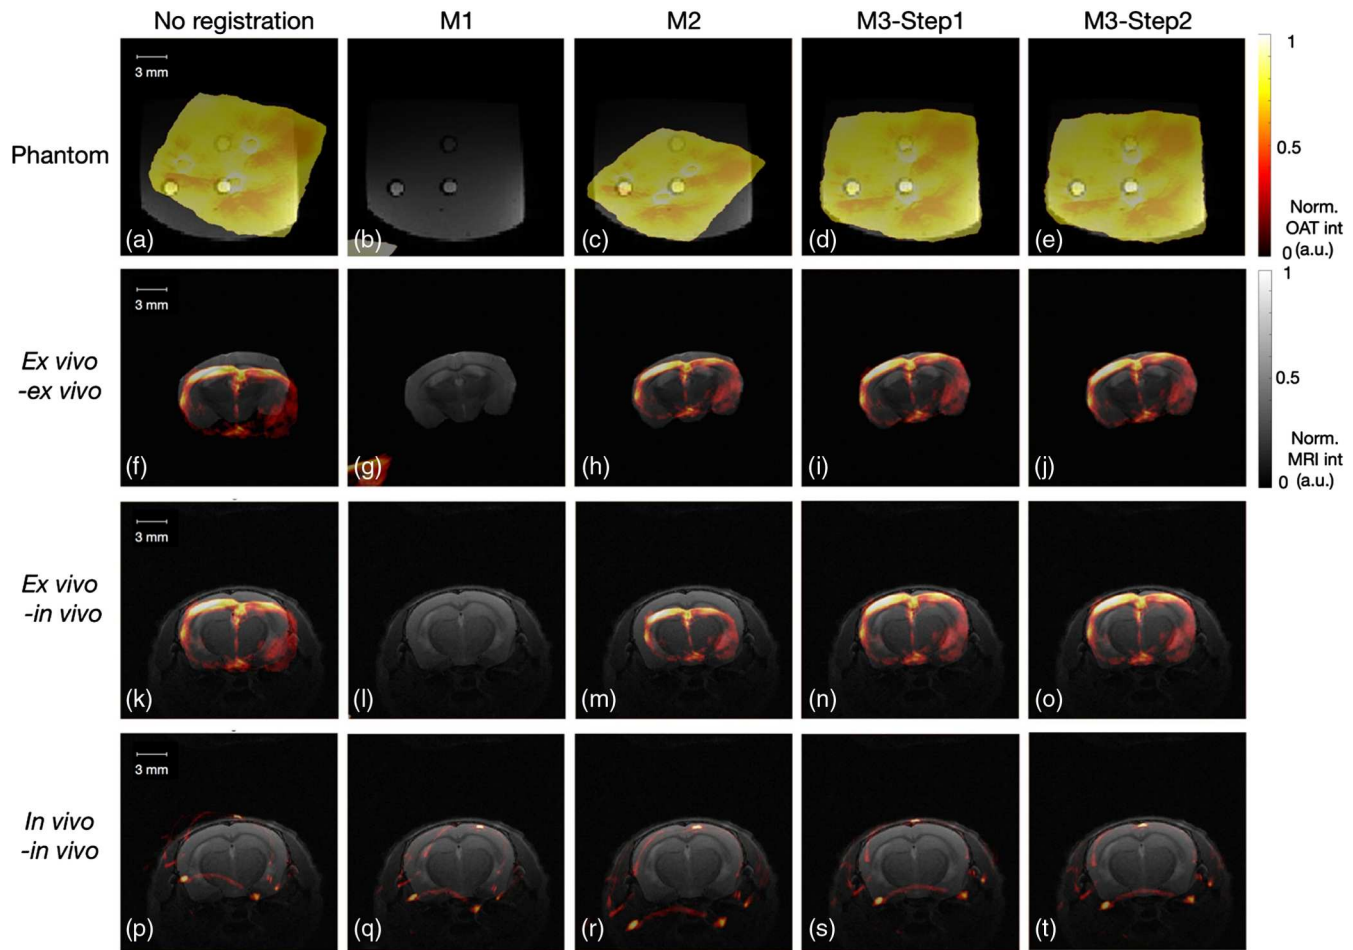 No registration M1 M2 M3-Step1 M3-Step2
Phantom
3 mm
(a) (b) (c) (d) (e)
1
0.5
Norm.
OAT int
0 (a.u.)
Ex vivo
-ex vivo
3 mm
(f) (g) (h) (i) (j)
1
0.5
Norm.
MRI int
0 (a.u.)
Ex vivo
-in vivo
3 mm
(k) (l) (m) (n) (o)
In vivo
-in vivo
3 mm
(p) (q) (r) (s) (t)